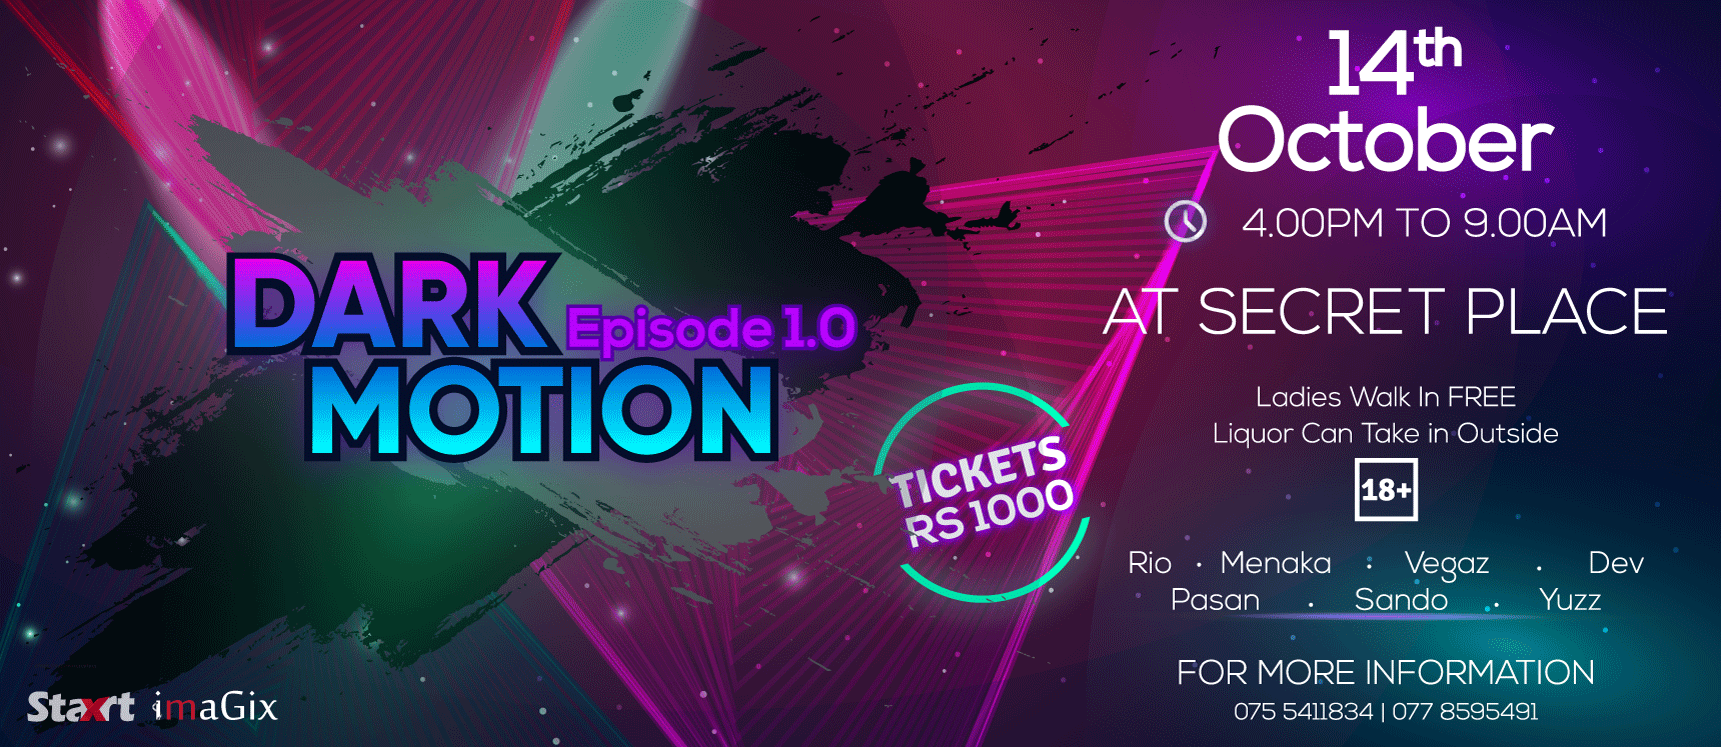 DARK
Episode 1.0
MOTION
TICKETS
RS 1000
14th
October
4.00PM TO 9.00AM
AT SECRET PLACE
Ladies Walk In FREE
Liquor Can Take in Outside
18+
Rio • Menaka • Vegaz • Dev
Pasan • Sando • Yuzz
FOR MORE INFORMATION
075 5411834 | 077 8595491
Staxrt imaGix